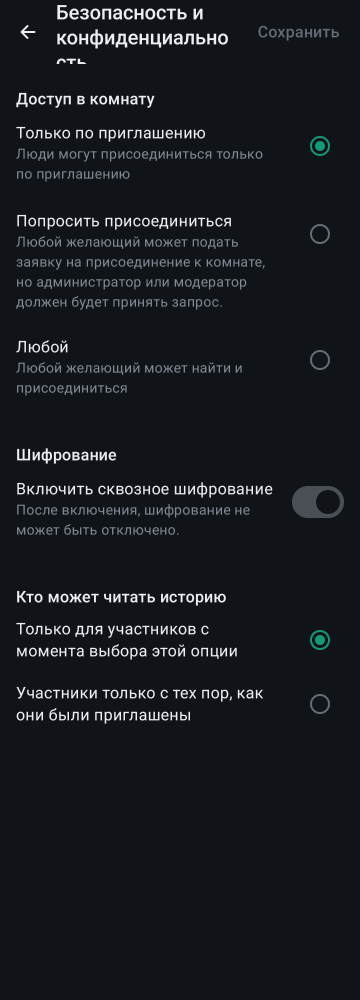 Безопасность и
конфиденциально
сть
Сохранить
Доступ в комнату
Только по приглашению
Люди могут присоединиться только
по приглашению
Попросить присоединиться
Любой желающий может подать
заявку на присоединение к комнате,
но администратор или модератор
должен будет принять запрос.
Любой
Любой желающий может найти и
присоединиться
Шифрование
Включить сквозное шифрование
После включения, шифрование не
может быть отключено.
Кто может читать историю
Только для участников с
момента выбора этой опции
Участники только с тех пор, как
они были приглашены